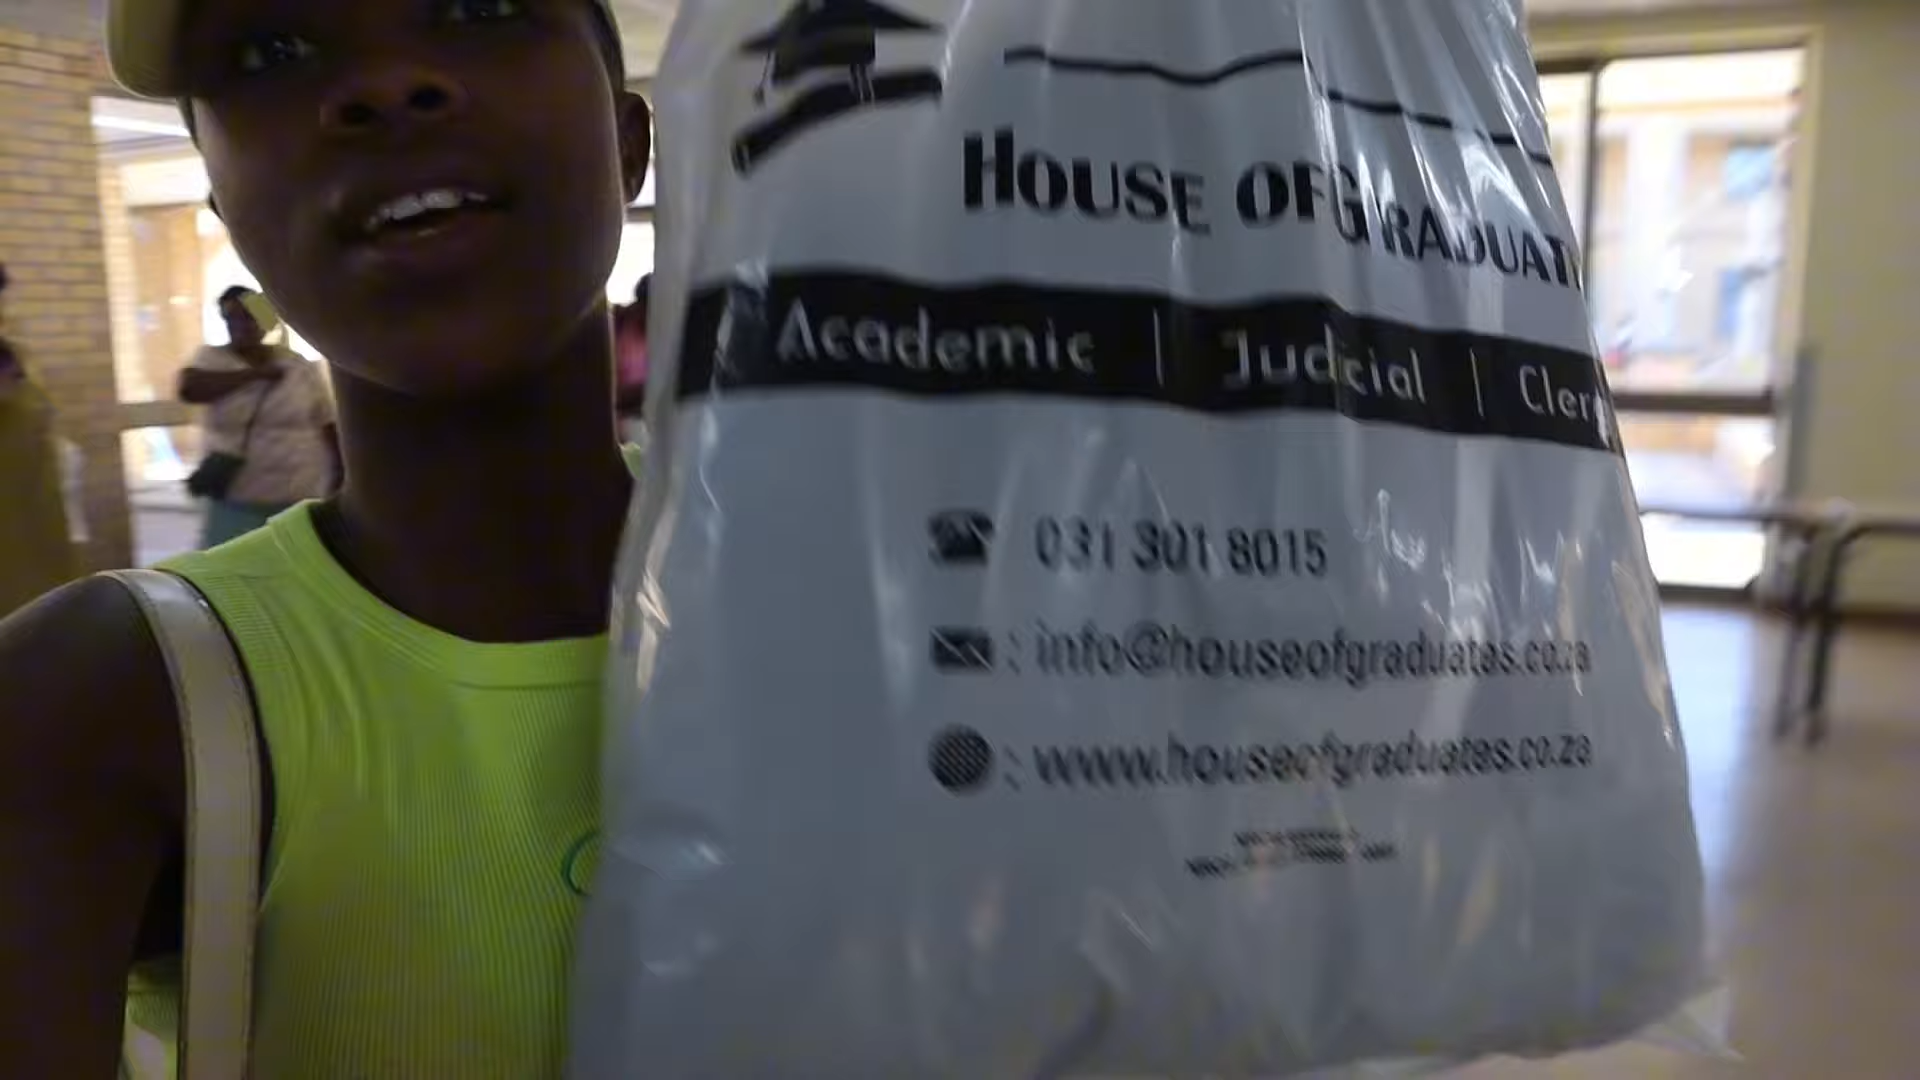 HOUSE OF GRADUAT
Academic | Judicial | Cler
031 301 8015
: info@houseofgraduates.co.za
: www.houseofgraduates.co.za